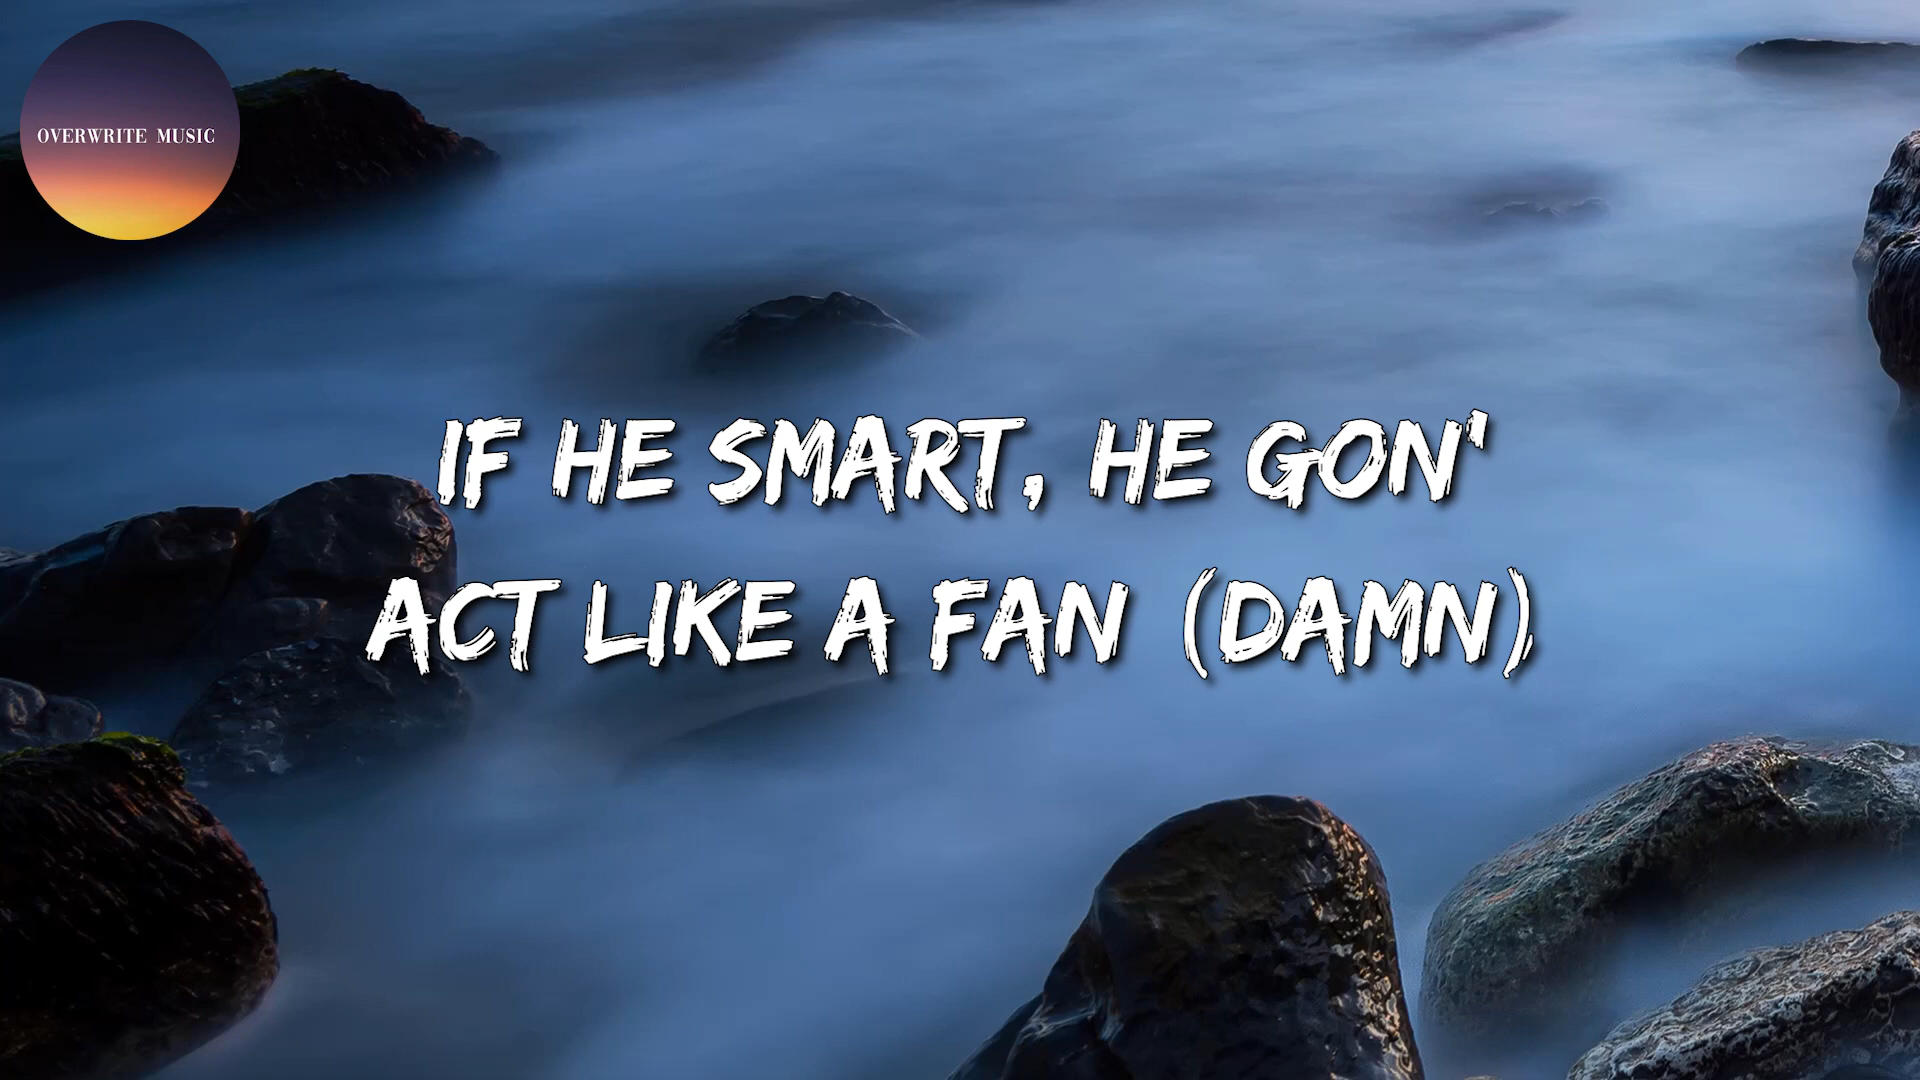 OVERWRITE MUSIC
IF HE SMART, HE GON'
ACT LIKE A FAN (DAMN)